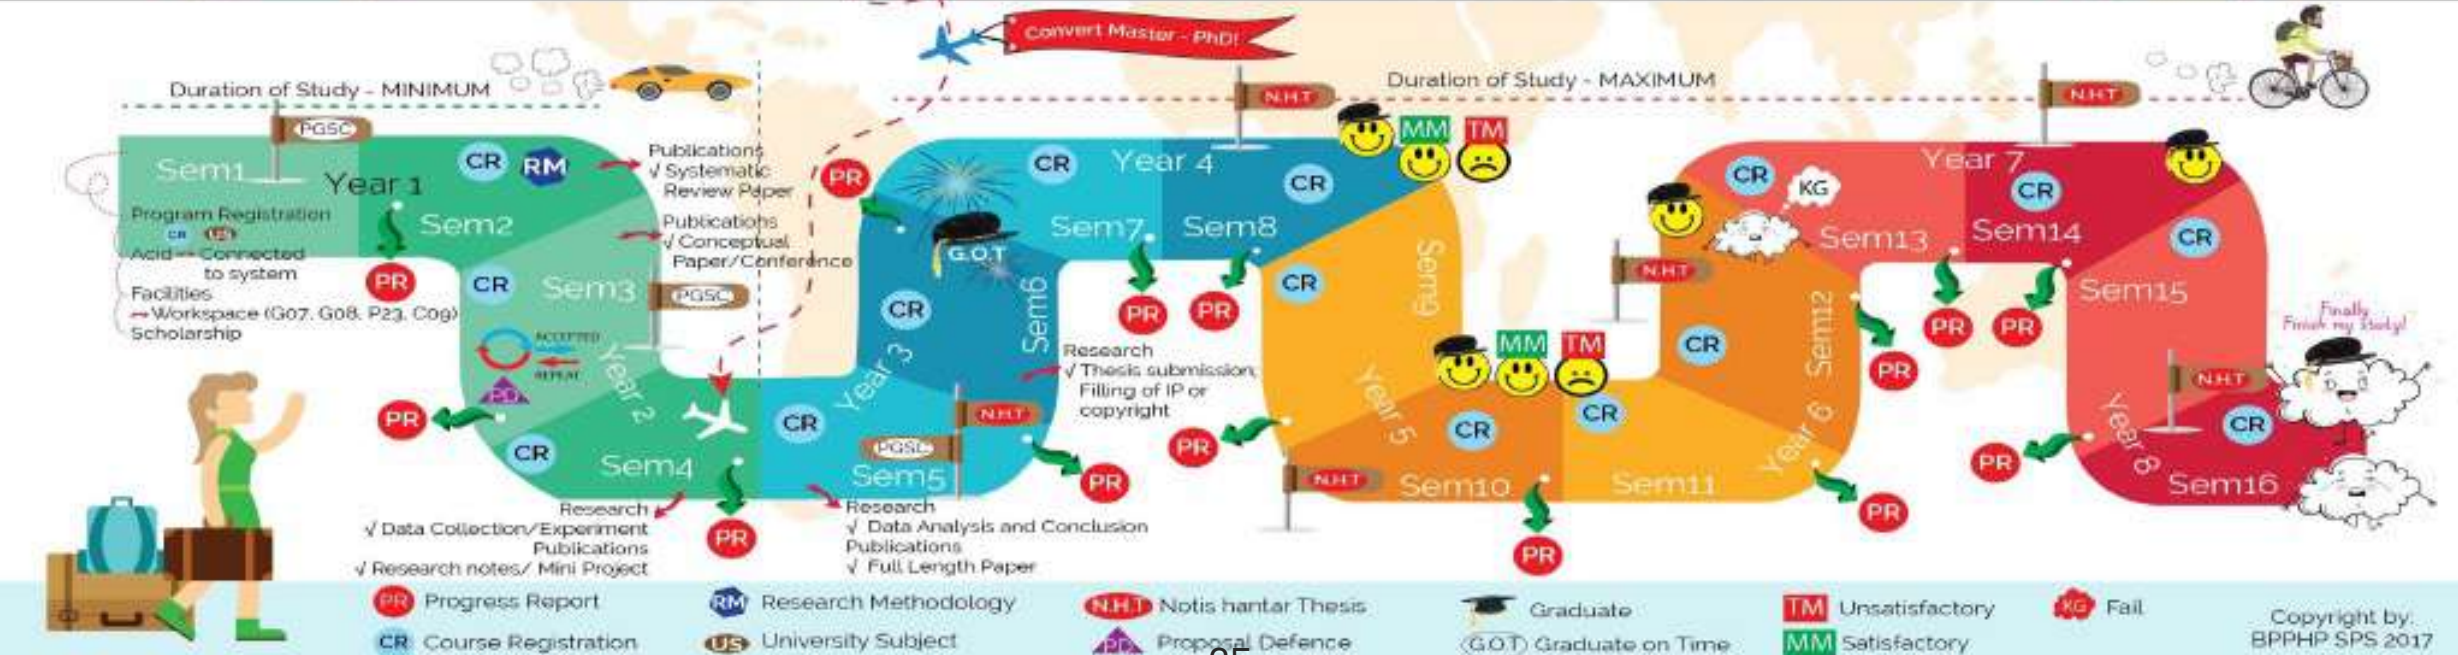 Convert Master - PhD!
Duration of Study - MINIMUM
Duration of Study - MAXIMUM
N.H.T
N.H.T
PGSC
Sem1
Year 1
CR
RM
Sem2
Program Registration
CR US
Acid -- Connected
to system
Facilities
Workspace (G07, G08, P23, C09)
Scholarship
PR
Publications
√ Systematic
Review Paper
Publications
√ Conceptual
Paper/Conference
CR
Sem3
PGSC
ACCEPTED
REPEAT
PD
Year 2
PR
CR
Sem4
PR
Research
√ Data Collection/Experiment
Publications
√ Research notes/ Mini Project
CR
PGSC
Sem5
Research
√ Data Analysis and Conclusion
Publications
√ Full Length Paper
Year 3
N.H.T
PR
CR
Sem6
PR
G.O.T
Research
√ Thesis submission,
Filling of IP or
copyright
CR
Year 4
Sem7
PR
CR
Sem8
PR
MM
TM
CR
Sem9
PR
Year 5
N.H.T
CR
Sem10
PR
MM
TM
CR
Sem11
Year 6
PR
CR
Sem12
PR
N.H.T
CR
KG
Sem13
PR
Year 7
CR
Sem14
PR
CR
Sem15
PR
Year 8
N.H.T
CR
Sem16
Finally
Finish my Study!
PR Progress Report
RM Research Methodology
N.H.T Notis hantar Thesis
Graduate
TM Unsatisfactory
KG Fail
CR Course Registration
US University Subject
PD Proposal Defence
G.O.T Graduate on Time
MM Satisfactory
Copyright by:
BPPHP SPS 2017